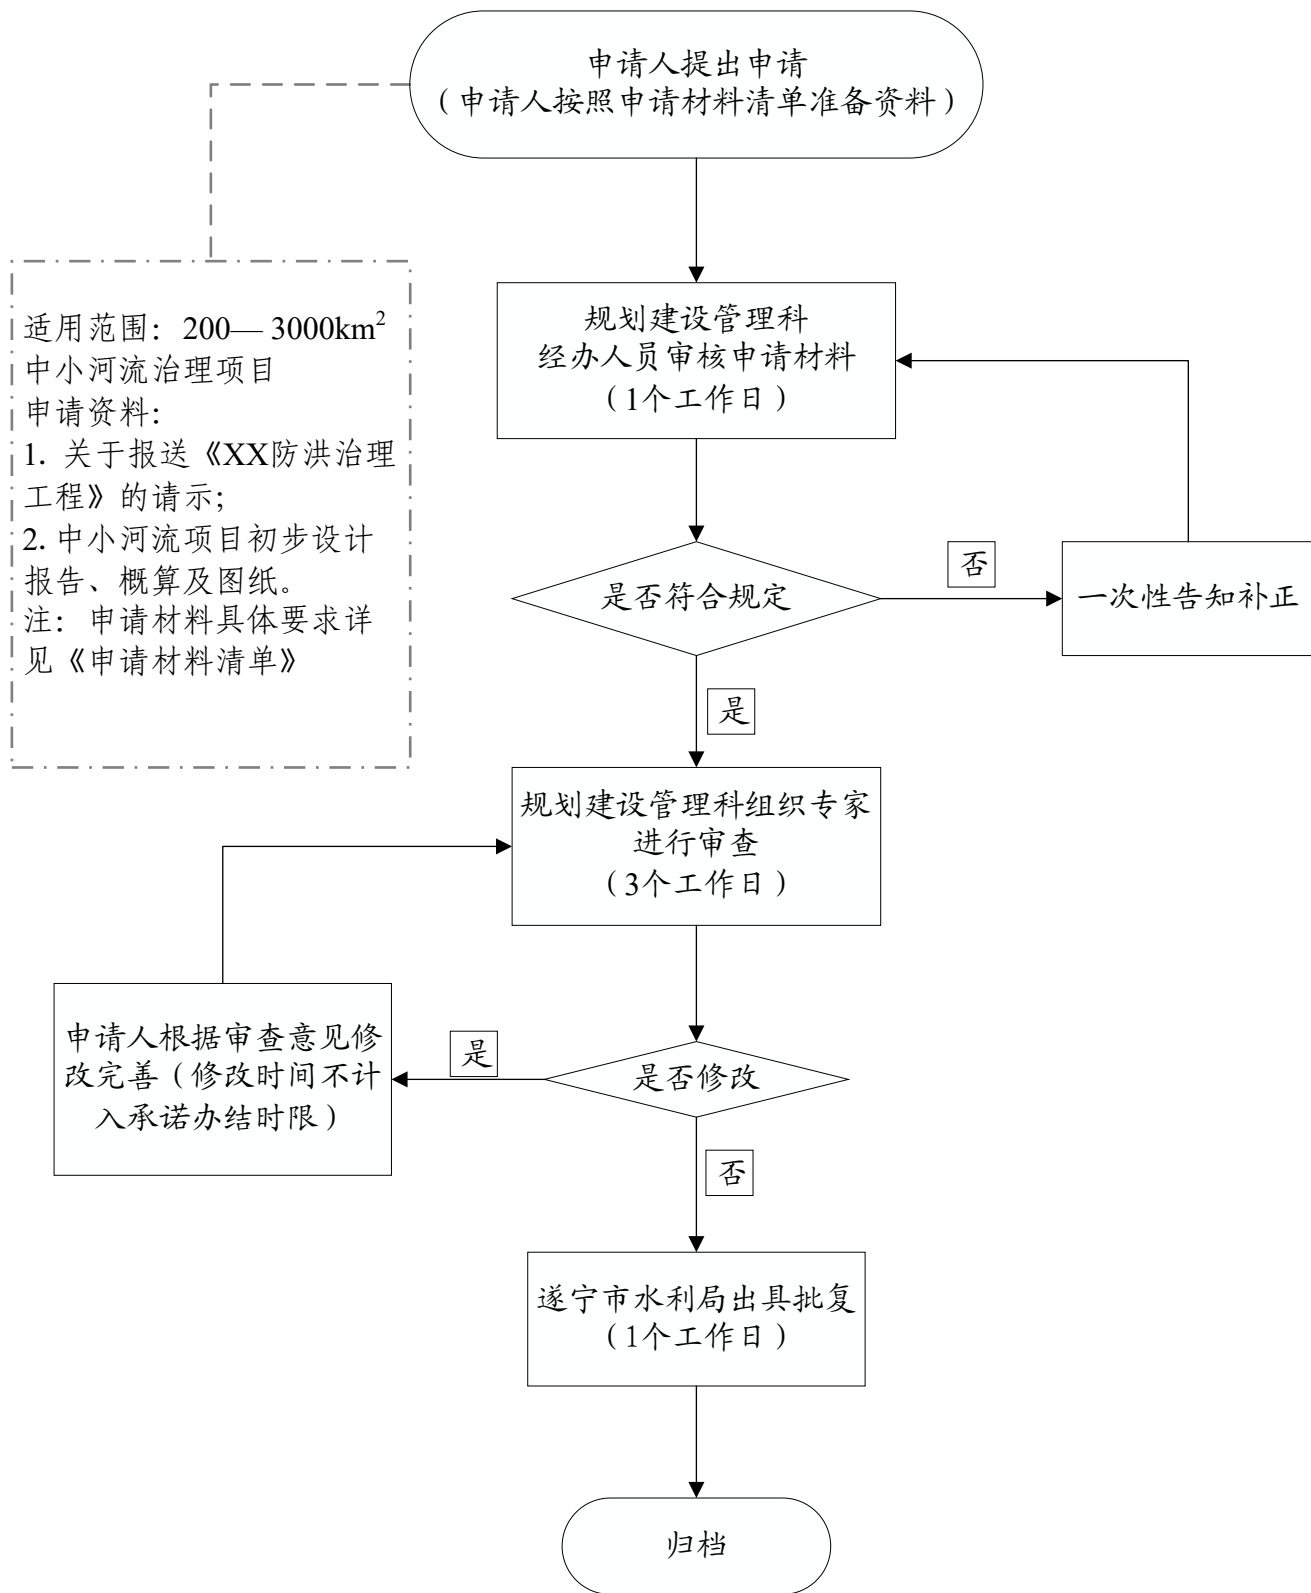 申请人提出申请
（申请人按照申请材料清单准备资料）
适用范围：200— 3000km²
中小河流治理项目
申请资料：
1. 关于报送《XX防洪治理
工程》的请示；
2. 中小河流项目初步设计
报告、概算及图纸。
注：申请材料具体要求详
见《申请材料清单》
规划建设管理科
经办人员审核申请材料
（1个工作日）
是否符合规定
否
一次性告知补正
是
规划建设管理科组织专家
进行审查
（3个工作日）
申请人根据审查意见修
改完善（修改时间不计
入承诺办结时限）
是
是否修改
否
遂宁市水利局出具批复
（1个工作日）
归档